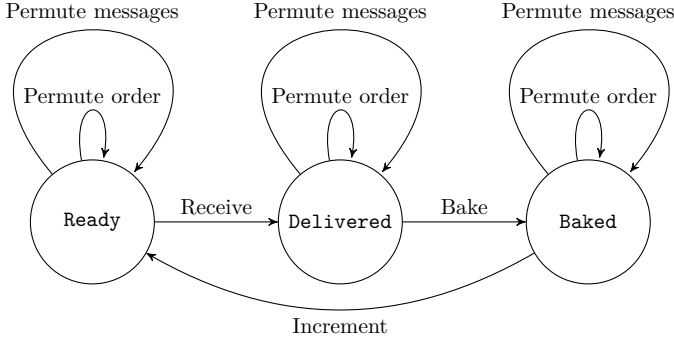 Permute messages
Permute messages
Permute messages
Permute order
Permute order
Permute order
Ready
Receive
Delivered
Bake
Baked
Increment